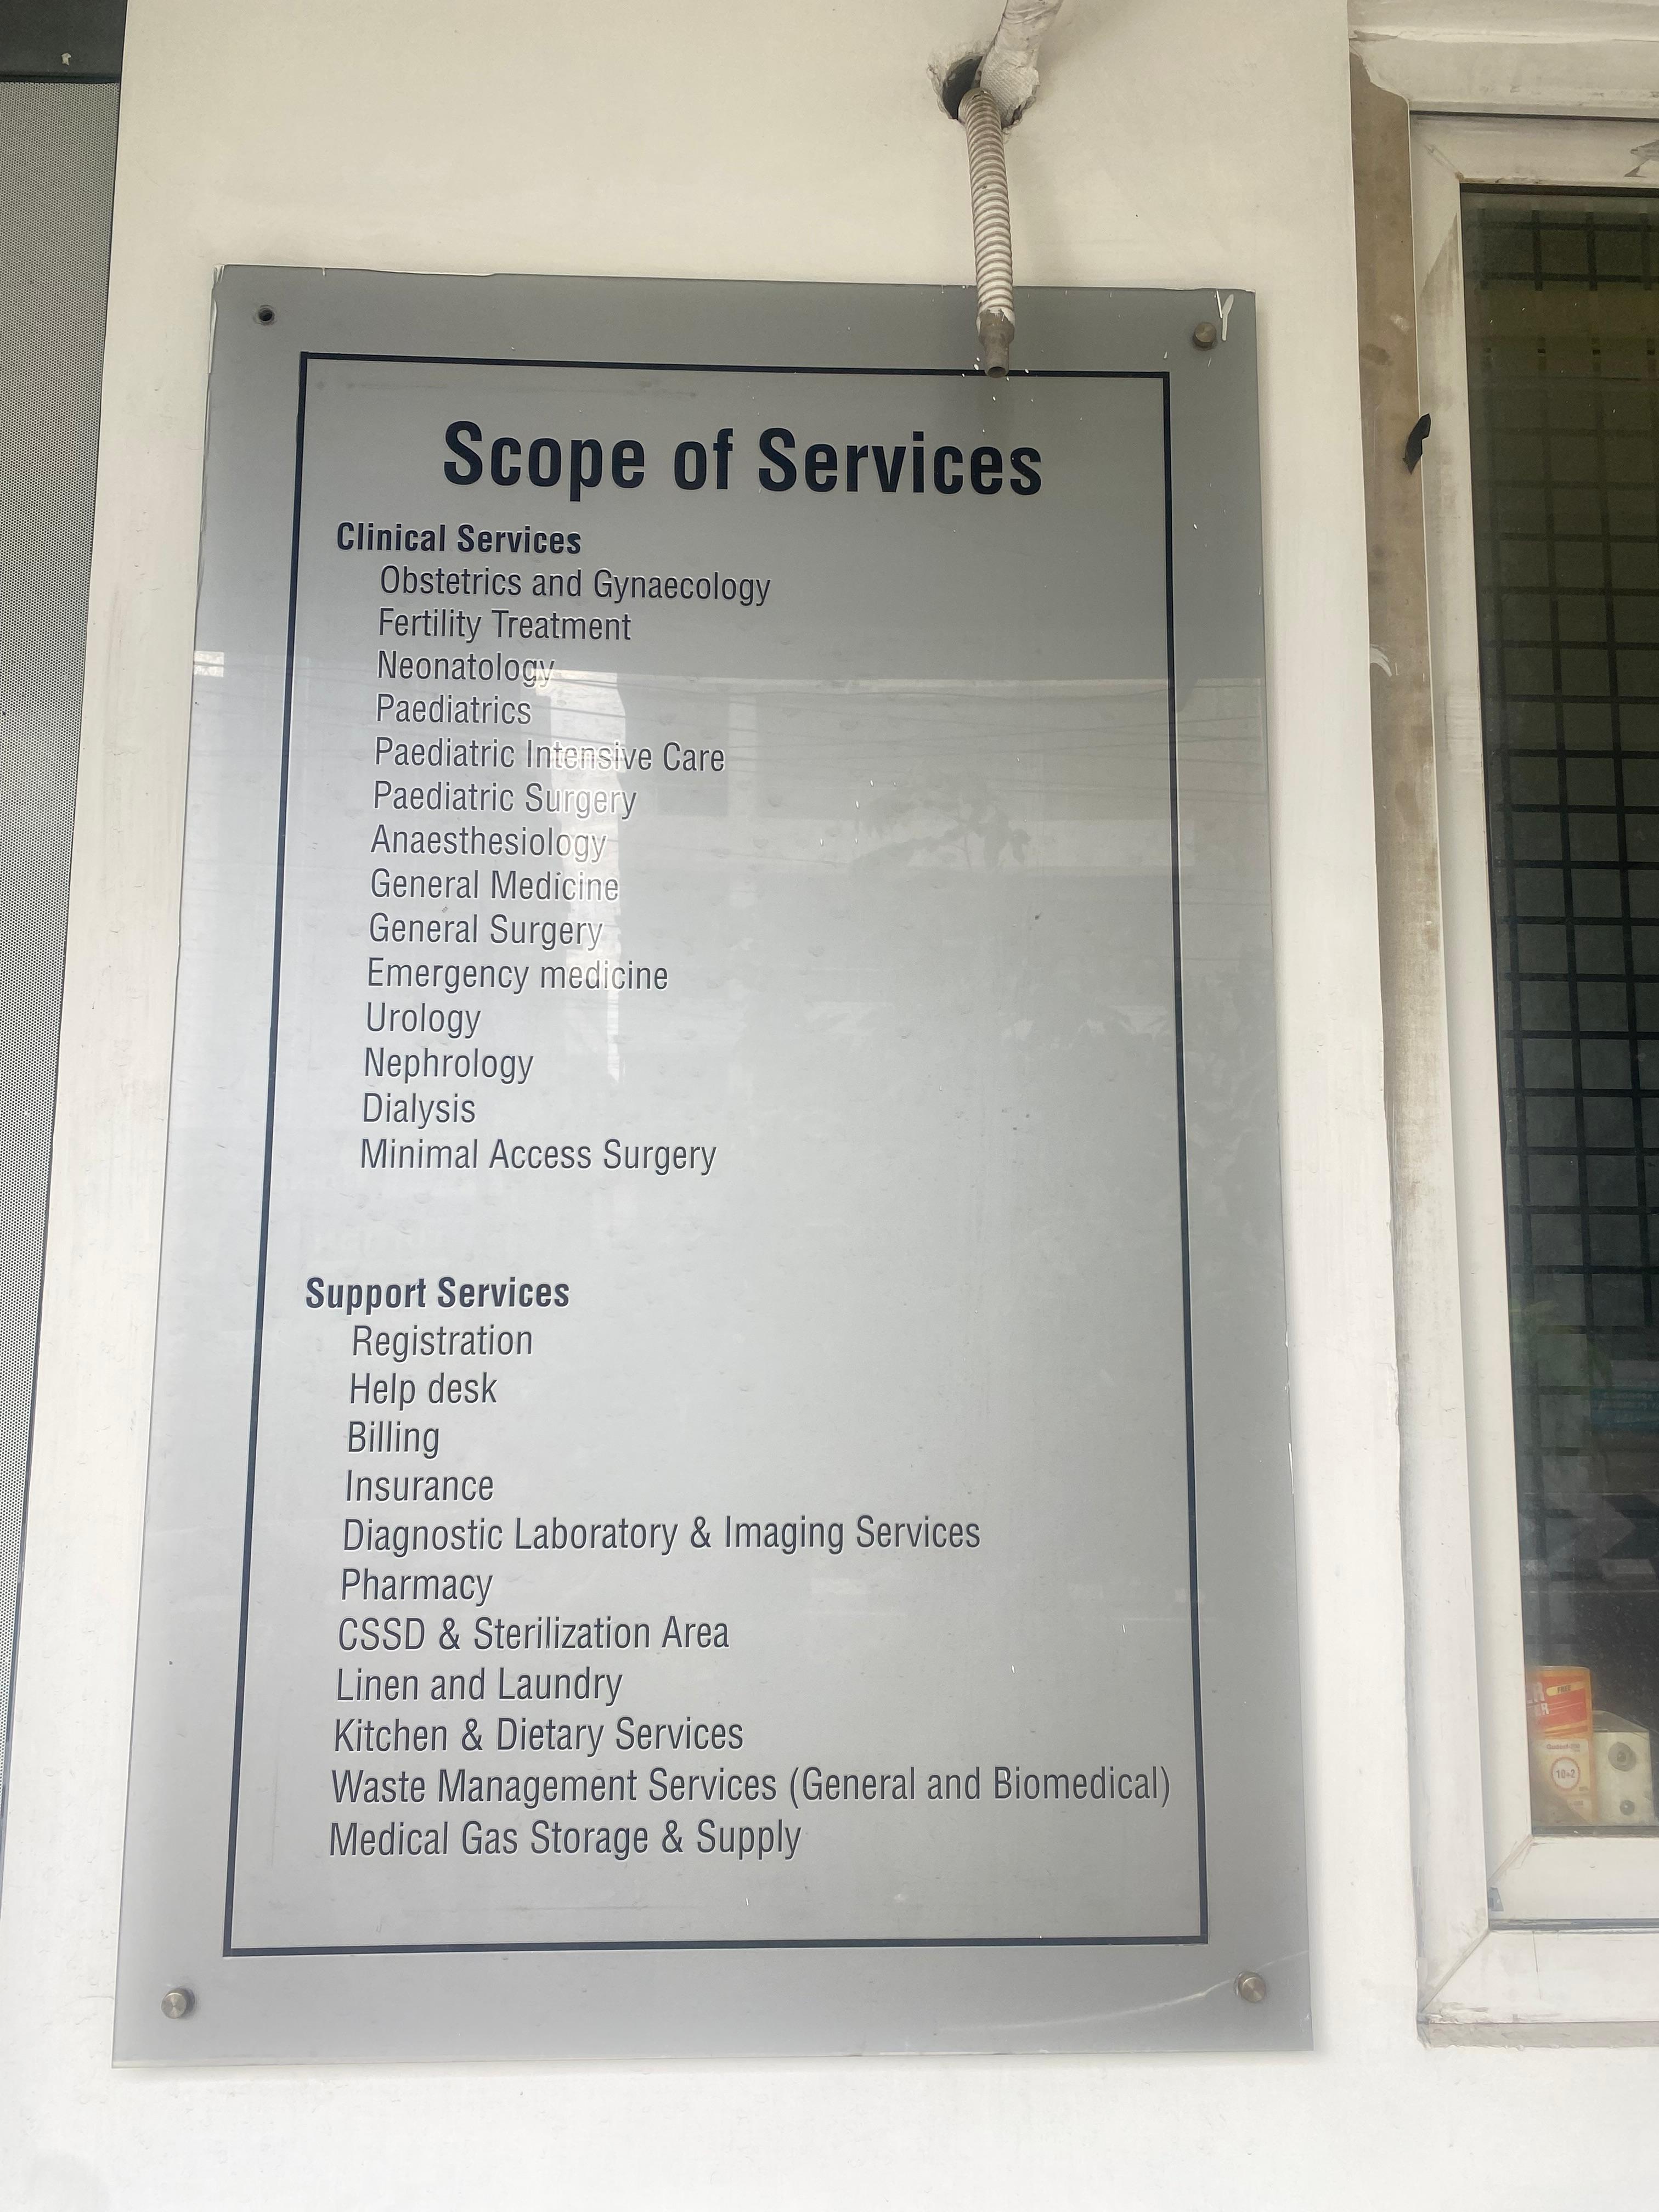 Scope of Services
Clinical Services
Obstetrics and Gynaecology
Fertility Treatment
Neonatology
Paediatrics
Paediatric Intensive Care
Paediatric Surgery
Anaesthesiology
General Medicine
General Surgery
Emergency medicine
Urology
Nephrology
Dialysis
Minimal Access Surgery
Support Services
Registration
Help desk
Billing
Insurance
Diagnostic Laboratory & Imaging Services
Pharmacy
CSSD & Sterilization Area
Linen and Laundry
Kitchen & Dietary Services
Waste Management Services (General and Biomedical)
Medical Gas Storage & Supply
FREE
10+2